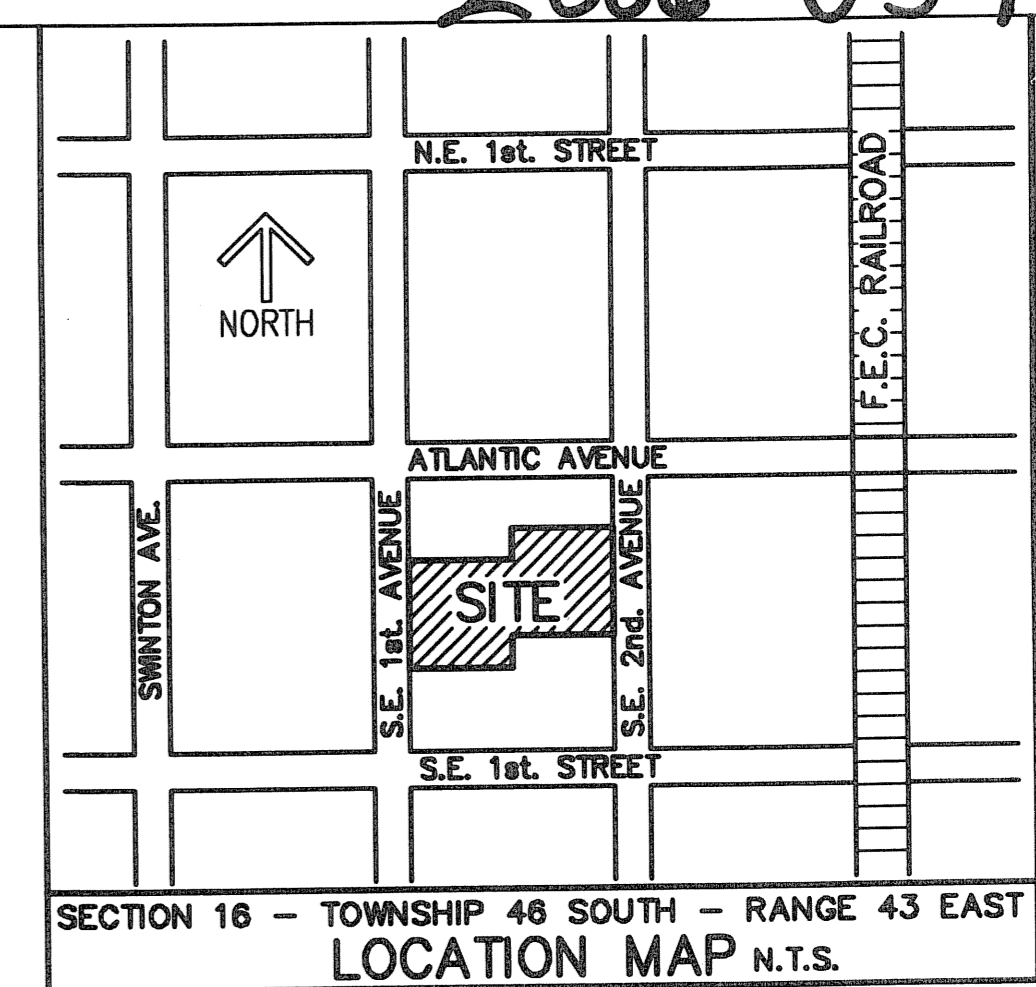 N.E. 1st. STREET
F.E.C. RAILROAD
NORTH
ATLANTIC AVENUE
SWINTON AVE.
S.E. 1st. AVENUE
SITE
S.E. 2nd. AVENUE
S.E. 1st. STREET
SECTION 16 - TOWNSHIP 46 SOUTH - RANGE 43 EAST
LOCATION MAP N.T.S.